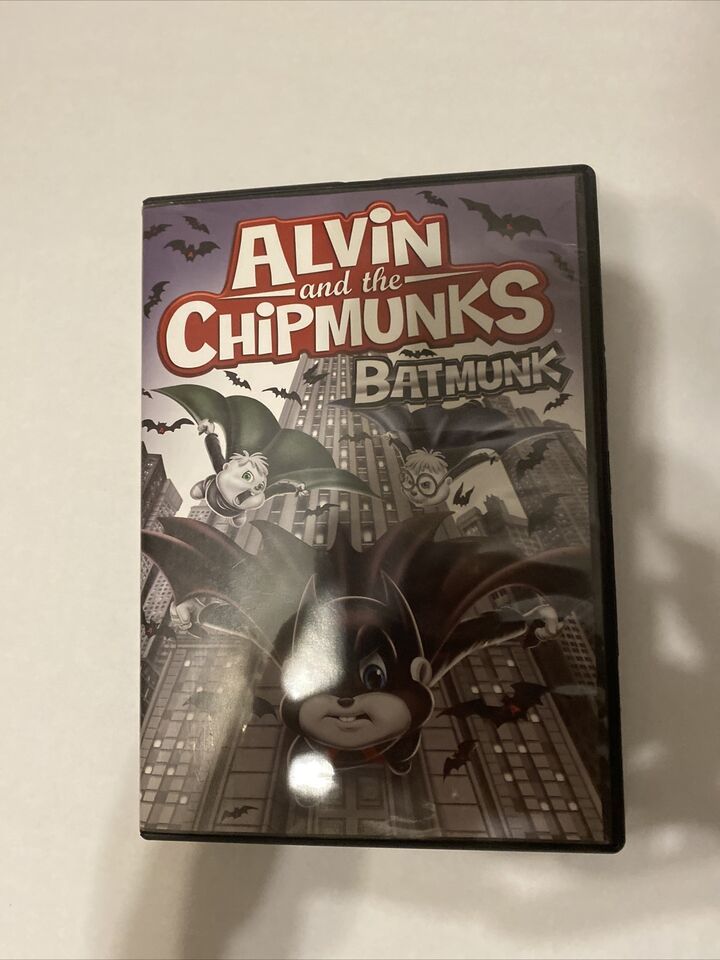 ALViN
and the
CHiPMUNKS
BATMUNK